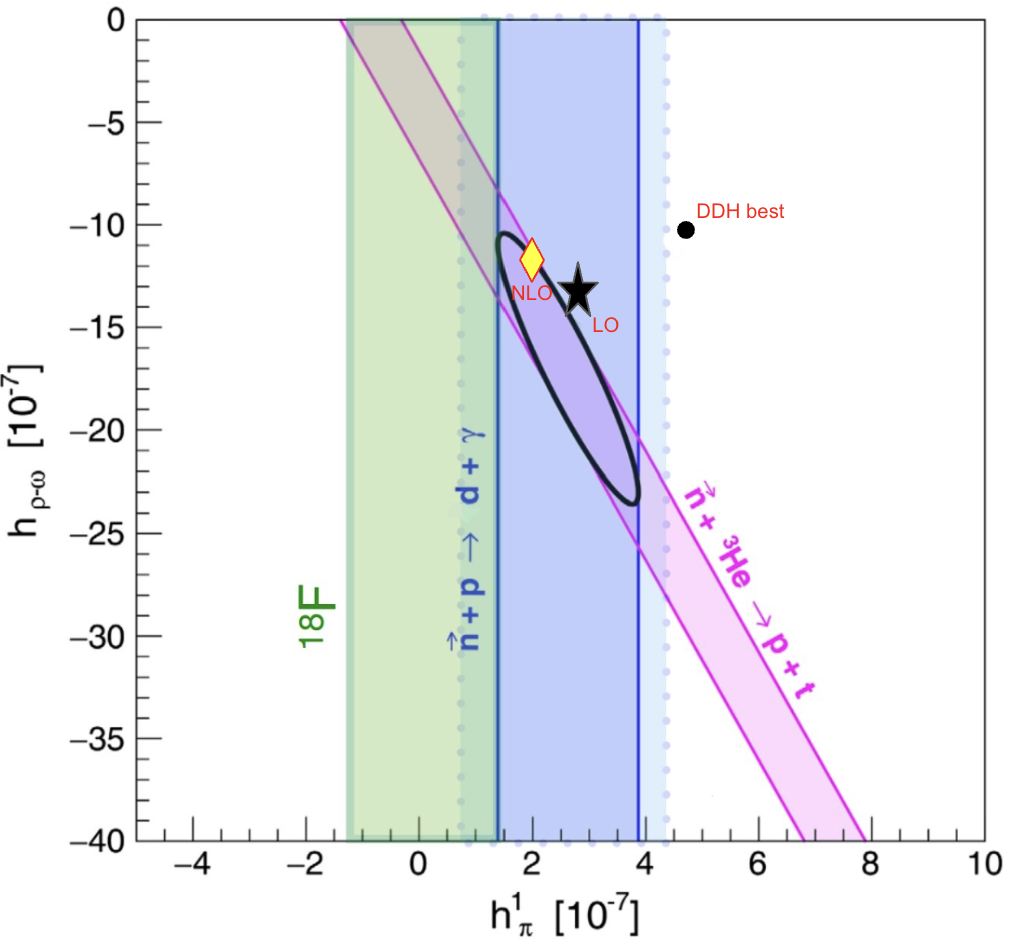 0
−5
−10
−15
−20
−25
−30
−35
−40
h ρ-ω [10⁻⁷]
DDH best
NLO
LO
n⃗ + p → d + γ
¹⁸F
n⃗ + ³He → p + t
−4 −2 0 2 4 6 8 10
h¹π [10⁻⁷]